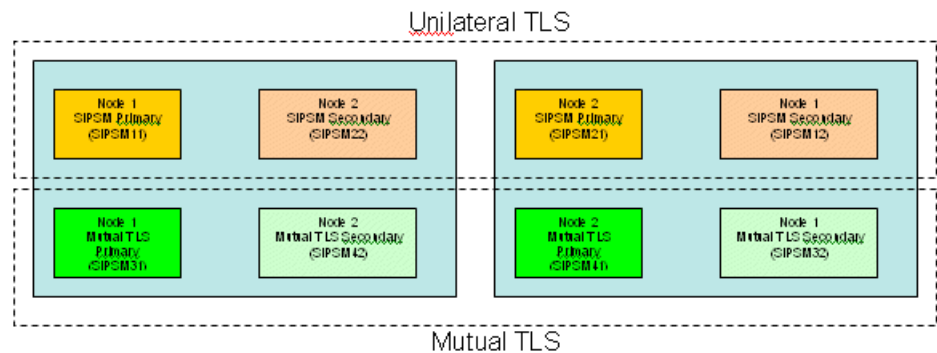 Unilateral TLS
Node 1
SIPSM Primary
(SIPSM11)
Node 2
SIPSM Secondary
(SIPSM22)
Node 2
SIPSM Primary
(SIPSM21)
Node 1
SIPSM Secondary
(SIPSM12)
Node 1
Mutual TLS
Primary
(SIPSM31)
Node 2
Mutual TLS Secondary
(SIPSM42)
Node 2
Mutual TLS
Primary
(SIPSM41)
Node 1
Mutual TLS Secondary
(SIPSM32)
Mutual TLS